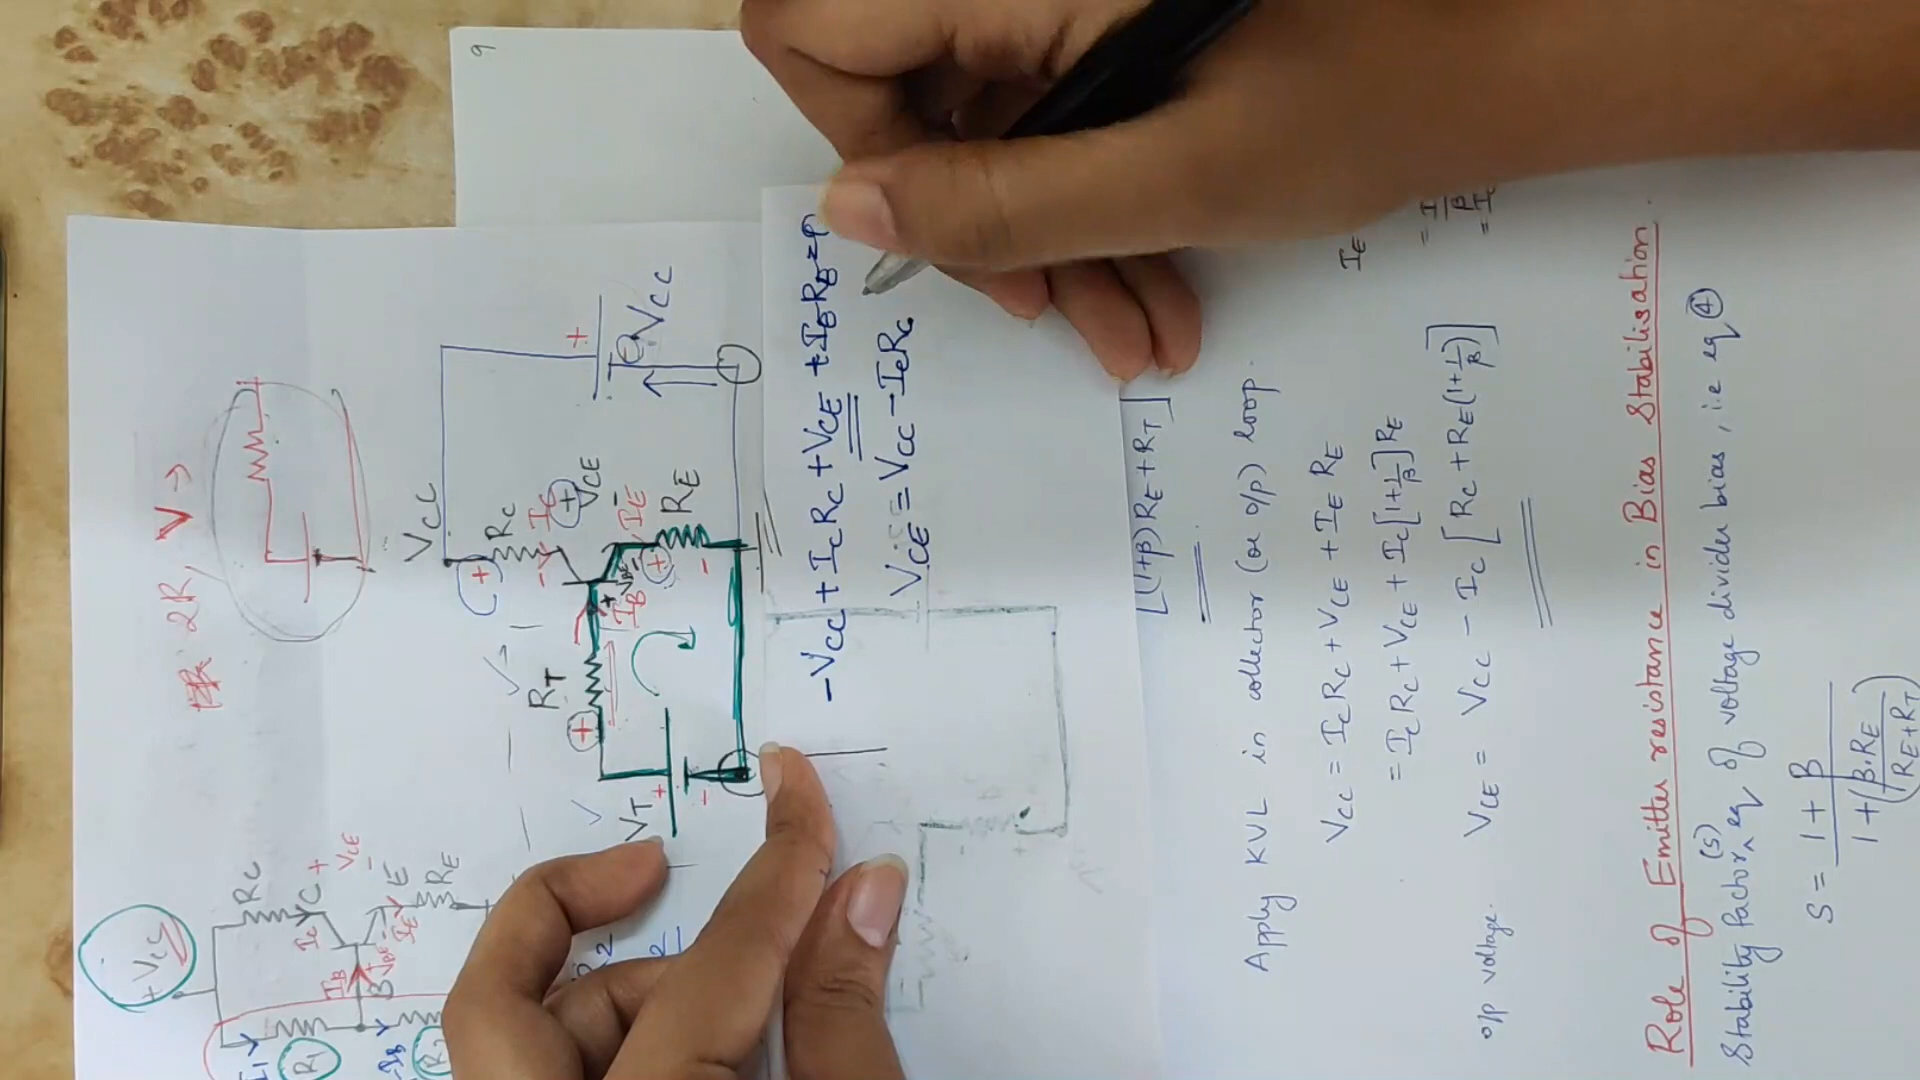 9
2R, V →
VCC
RC
IC
VCE
VCC
RT
IB
VBE
IE
RE
VT
+VCC
RC
IC
C
VCE
IB
B
VBE
IE
E
RE
I1
R1
-VCC + ICRC + VCE + IERE = 0
VCE = VCC - ICRC
[(1+β)RE + RT]
Apply KVL in collector (or o/p) loop.
VCC = ICRC + VCE + IE RE
= ICRC + VCE + IC[1+1/β]RE
o/p voltage. VCE = VCC - IC [RC + RE(1+1/β)]
IE
Role of Emitter resistance in Bias Stabilisation.
Stability factor (S) eq of voltage divider bias, i.e eq ④
S = 1+β / 1+(β.RE / RE+RT)